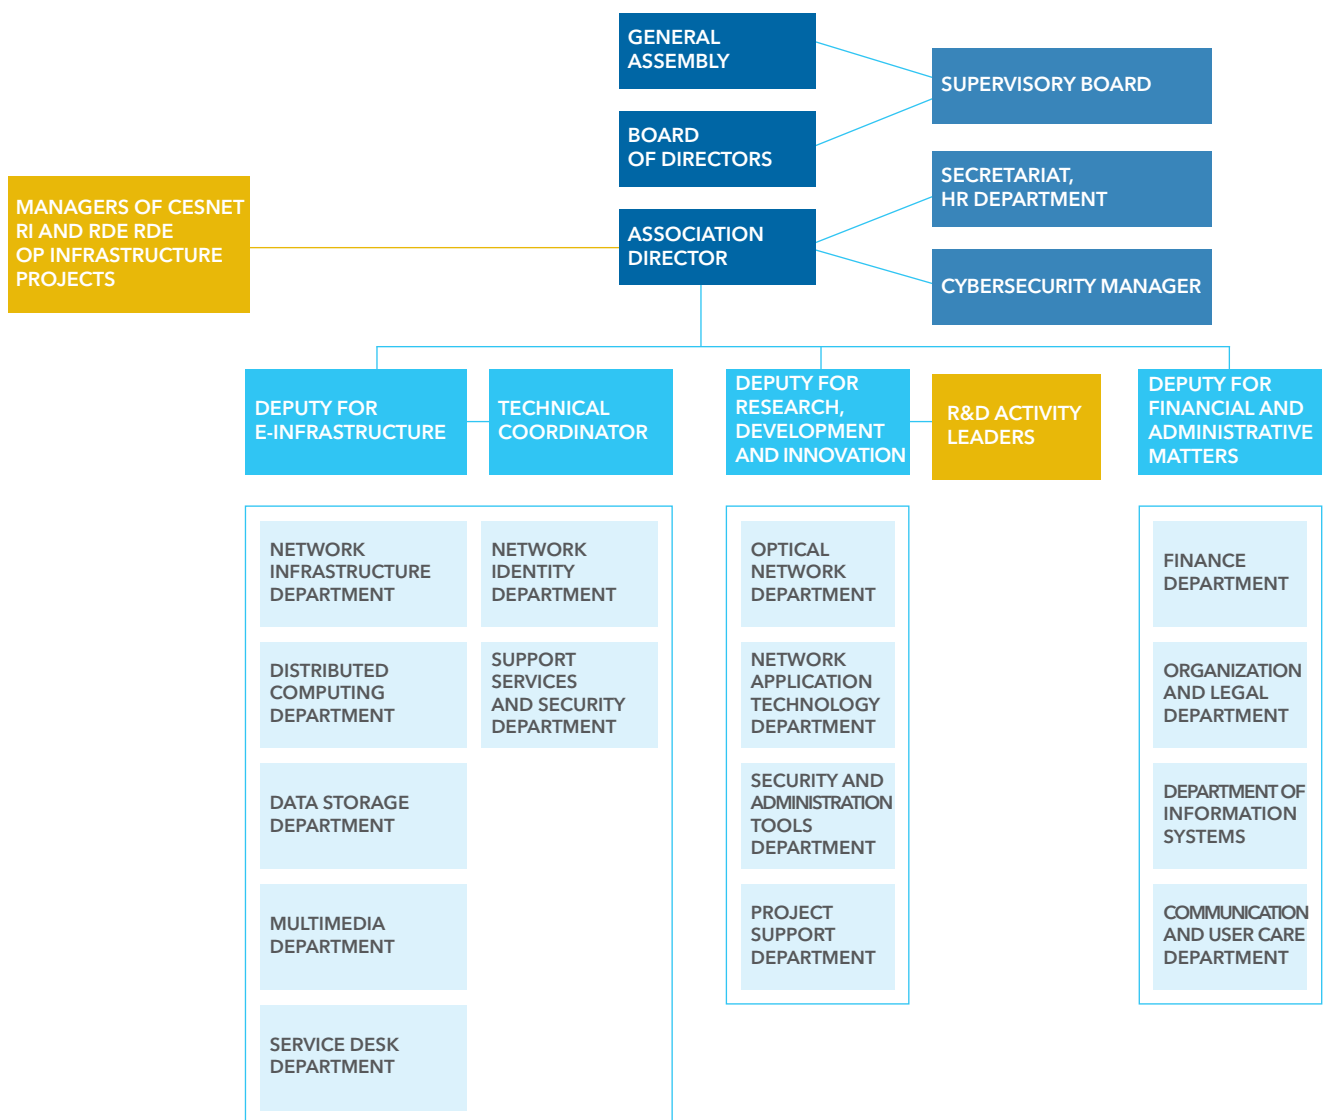 GENERAL
ASSEMBLY
SUPERVISORY BOARD
BOARD
OF DIRECTORS
SECRETARIAT,
HR DEPARTMENT
MANAGERS OF CESNET
RI AND RDE RDE
OP INFRASTRUCTURE
PROJECTS
ASSOCIATION
DIRECTOR
CYBERSECURITY MANAGER
DEPUTY FOR
E-INFRASTRUCTURE
TECHNICAL
COORDINATOR
DEPUTY FOR
RESEARCH,
DEVELOPMENT
AND INNOVATION
R&D ACTIVITY
LEADERS
DEPUTY FOR
FINANCIAL AND
ADMINISTRATIVE
MATTERS
NETWORK
INFRASTRUCTURE
DEPARTMENT
NETWORK
IDENTITY
DEPARTMENT
OPTICAL
NETWORK
DEPARTMENT
FINANCE
DEPARTMENT
DISTRIBUTED
COMPUTING
DEPARTMENT
SUPPORT
SERVICES
AND SECURITY
DEPARTMENT
NETWORK
APPLICATION
TECHNOLOGY
DEPARTMENT
ORGANIZATION
AND LEGAL
DEPARTMENT
DATA STORAGE
DEPARTMENT
SECURITY AND
ADMINISTRATION
TOOLS
DEPARTMENT
DEPARTMENT OF
INFORMATION
SYSTEMS
MULTIMEDIA
DEPARTMENT
PROJECT
SUPPORT
DEPARTMENT
COMMUNICATION
AND USER CARE
DEPARTMENT
SERVICE DESK
DEPARTMENT